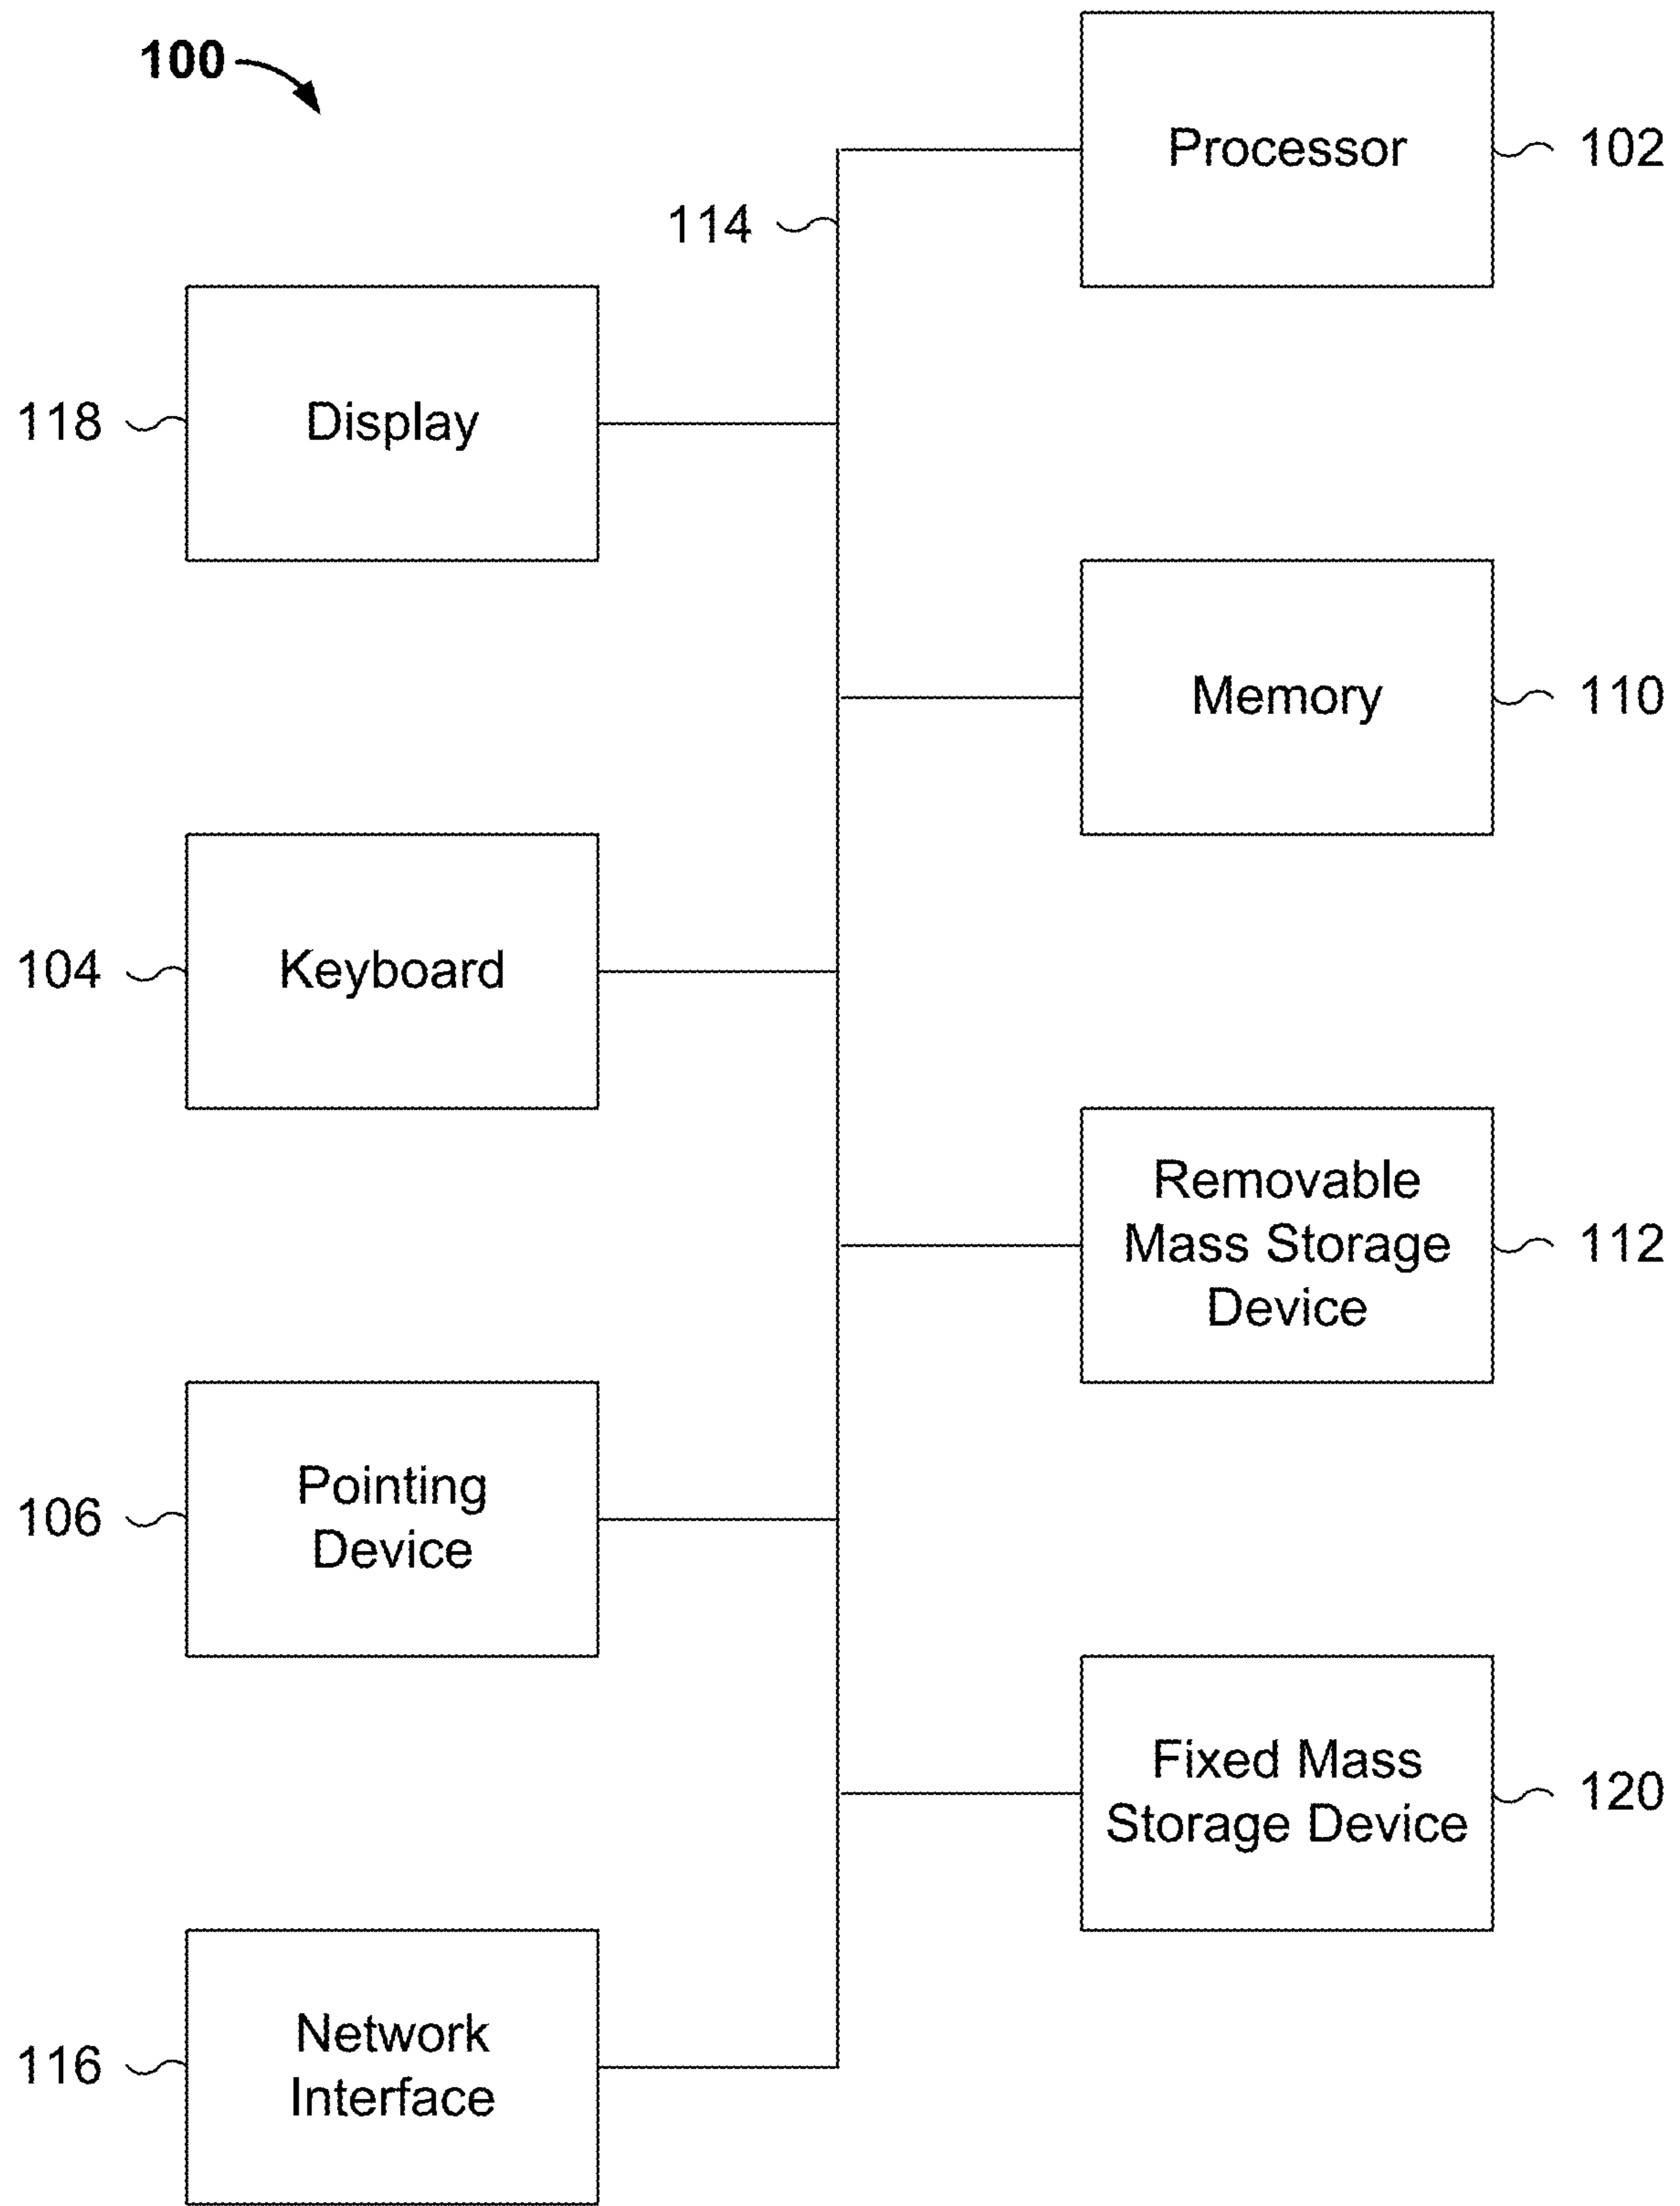 100
Processor
102
114
Display
118
Memory
110
Keyboard
104
Removable
Mass Storage
Device
112
Pointing
Device
106
Fixed Mass
Storage Device
120
Network
Interface
116